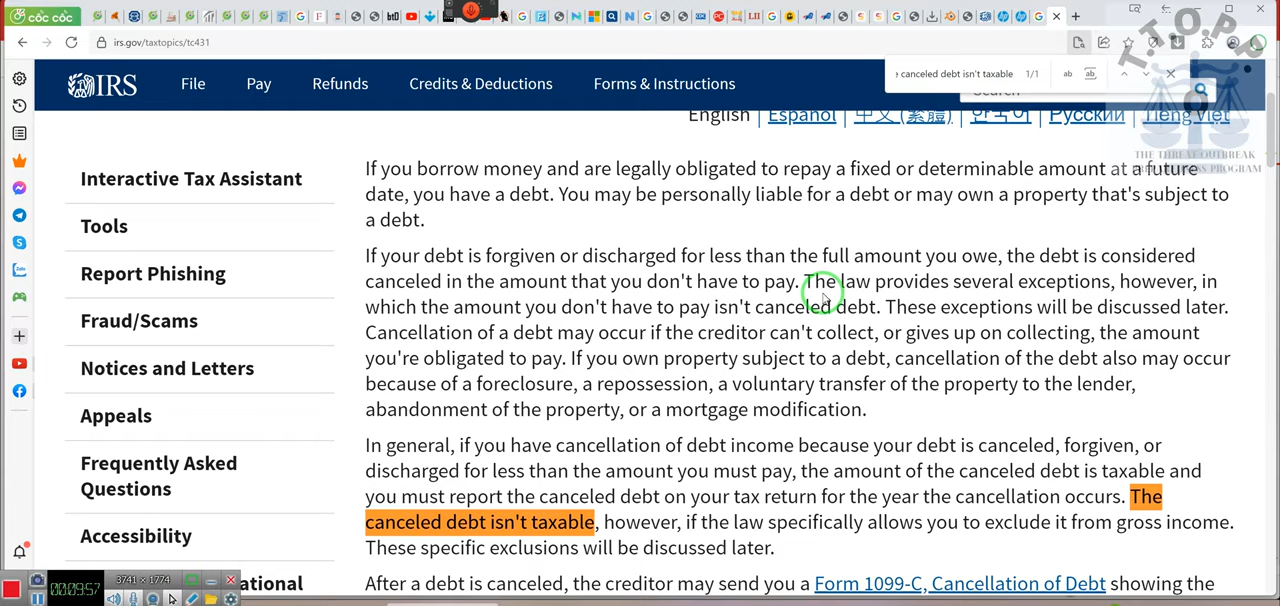 cốc cốc
irs.gov/taxtopics/tc431
canceled debt isn't taxable 1/1
IRS
File Pay Refunds Credits & Deductions Forms & Instructions
English | Español | 中文 (繁體) | 한국어 | Русский | Tiếng Việt
THE THREAT OUTBREAK
PROGRAM
Interactive Tax Assistant
Tools
Report Phishing
Fraud/Scams
Notices and Letters
Appeals
Frequently Asked
Questions
Accessibility
If you borrow money and are legally obligated to repay a fixed or determinable amount at a future
date, you have a debt. You may be personally liable for a debt or may own a property that's subject to
a debt.
If your debt is forgiven or discharged for less than the full amount you owe, the debt is considered
canceled in the amount that you don't have to pay. The law provides several exceptions, however, in
which the amount you don't have to pay isn't canceled debt. These exceptions will be discussed later.
Cancellation of a debt may occur if the creditor can't collect, or gives up on collecting, the amount
you're obligated to pay. If you own property subject to a debt, cancellation of the debt also may occur
because of a foreclosure, a repossession, a voluntary transfer of the property to the lender,
abandonment of the property, or a mortgage modification.
In general, if you have cancellation of debt income because your debt is canceled, forgiven, or
discharged for less than the amount you must pay, the amount of the canceled debt is taxable and
you must report the canceled debt on your tax return for the year the cancellation occurs. The
canceled debt isn't taxable, however, if the law specifically allows you to exclude it from gross income.
These specific exclusions will be discussed later.
After a debt is canceled, the creditor may send you a Form 1099-C, Cancellation of Debt showing the
3741 × 1774
00:09:57